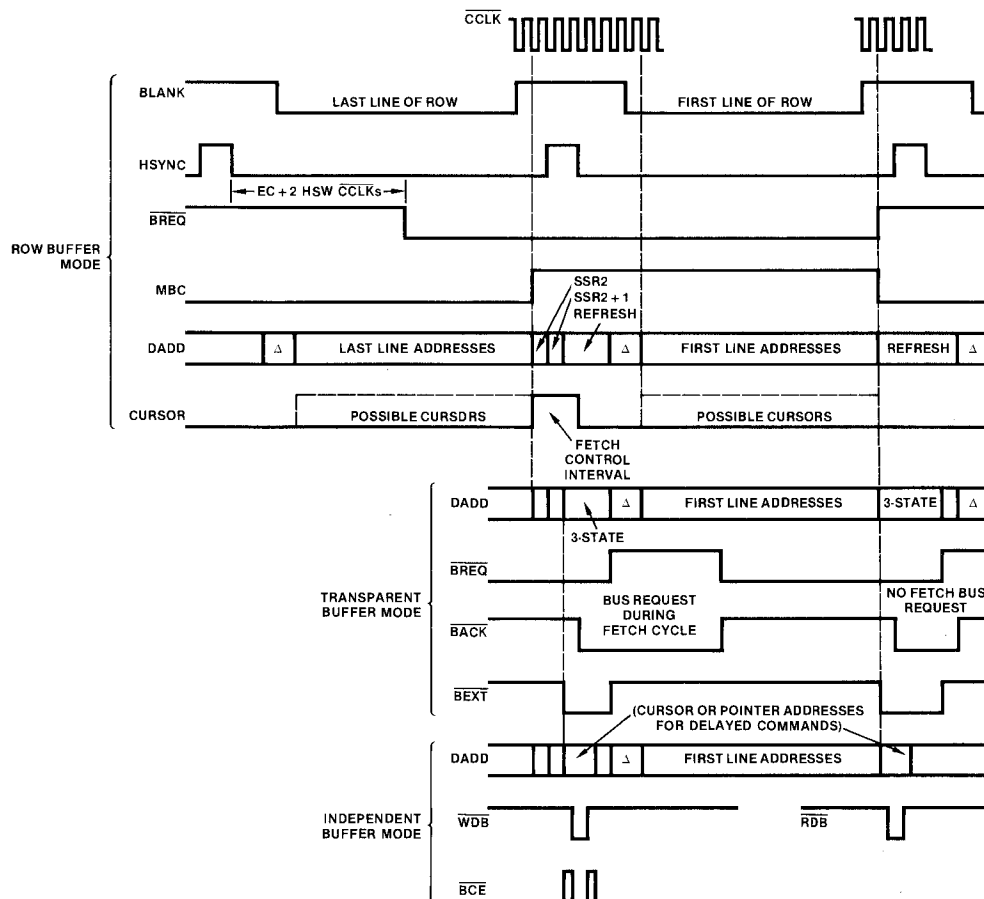 CCLK
BLANK
LAST LINE OF ROW
FIRST LINE OF ROW
HSYNC
EC + 2 HSW CCLKs
BREQ
ROW BUFFER
MODE
MBC
SSR2
SSR2 + 1
REFRESH
DADD
Δ
LAST LINE ADDRESSES
Δ
FIRST LINE ADDRESSES
REFRESH
Δ
CURSOR
POSSIBLE CURSDRS
POSSIBLE CURSORS
FETCH
CONTROL
INTERVAL
DADD
Δ
FIRST LINE ADDRESSES
3-STATE
Δ
3-STATE
BREQ
TRANSPARENT
BUFFER MODE
BUS REQUEST
DURING
FETCH CYCLE
NO FETCH BUS
REQUEST
BACK
BEXT
(CURSOR OR POINTER ADDRESSES
FOR DELAYED COMMANDS)
DADD
Δ
FIRST LINE ADDRESSES
INDEPENDENT
BUFFER MODE
WDB
RDB
BCE